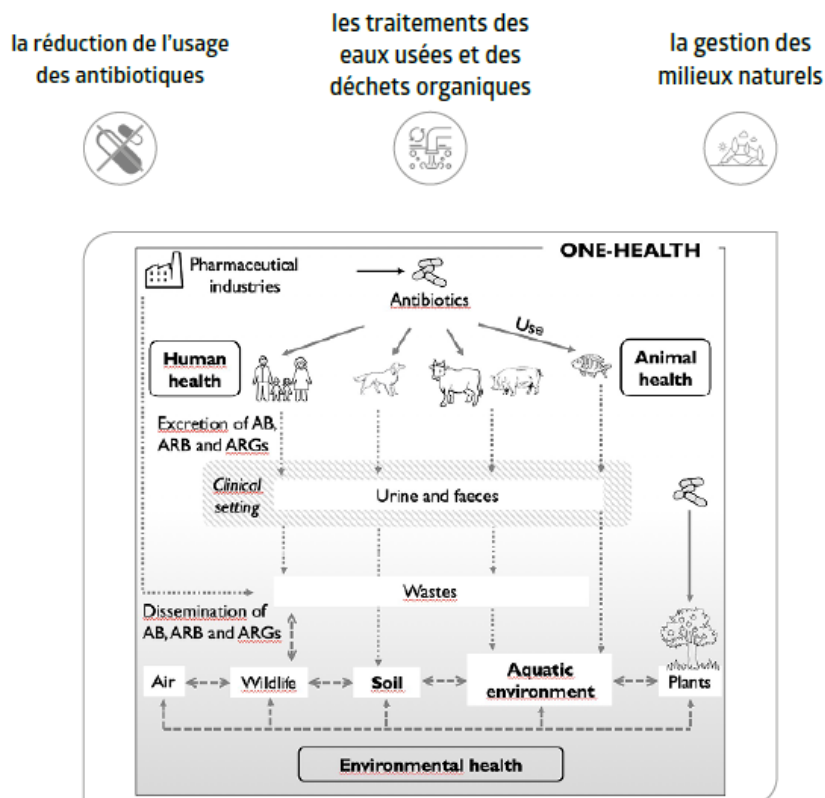 la réduction de l'usage
des antibiotiques
les traitements des
eaux usées et des
déchets organiques
la gestion des
milieux naturels
ONE-HEALTH
Pharmaceutical
industries
Antibiotics
Use
Human
health
Animal
health
Excretion of AB,
ARB and ARGs
Clinical
setting
Urine and faeces
Wastes
Dissemination of
AB, ARB and ARGs
Air
Wildlife
Soil
Aquatic
environment
Plants
Environmental health